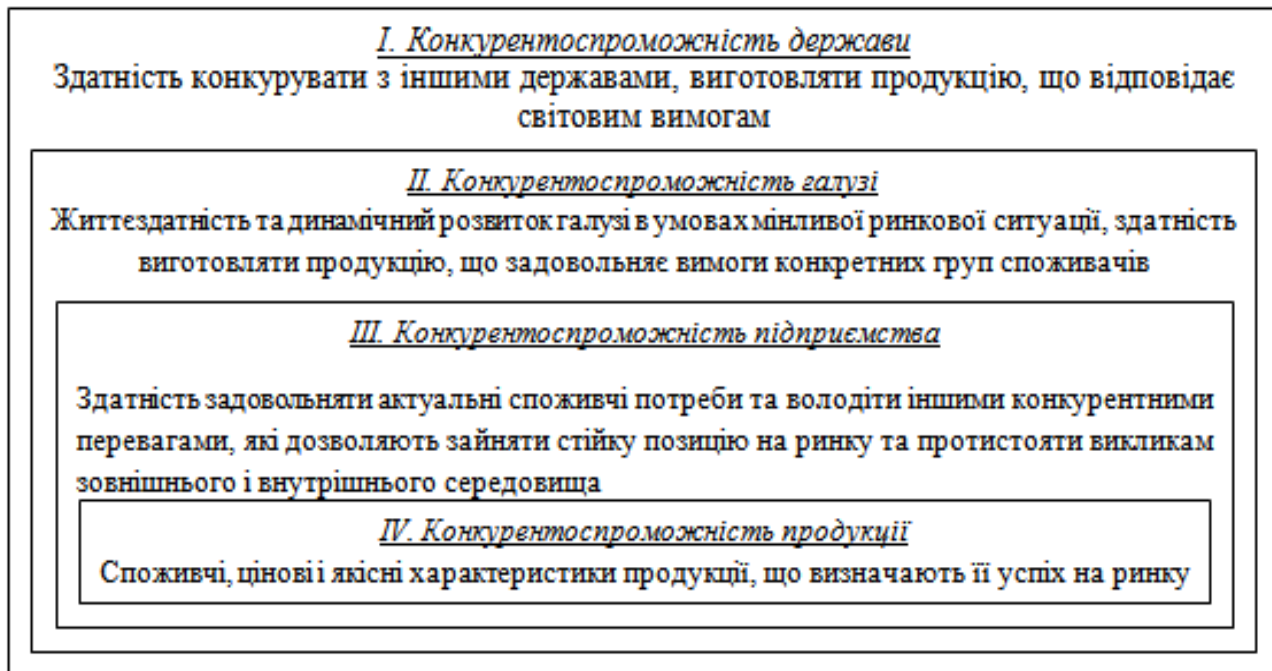 I. Конкурентоспроможність держави
Здатність конкурувати з іншими державами, виготовляти продукцію, що відповідає
світовим вимогам
II. Конкурентоспроможність галузі
Життєздатність та динамічний розвиток галузі в умовах мінливої ринкової ситуації, здатність
виготовляти продукцію, що задовольняє вимоги конкретних груп споживачів
III. Конкурентоспроможність підприємства
Здатність задовольняти актуальні споживчі потреби та володіти іншими конкурентними
перевагами, які дозволяють зайняти стійку позицію на ринку та протистояти викликам
зовнішнього і внутрішнього середовища
IV. Конкурентоспроможність продукції
Споживчі, цінові і якісні характеристики продукції, що визначають її успіх на ринку